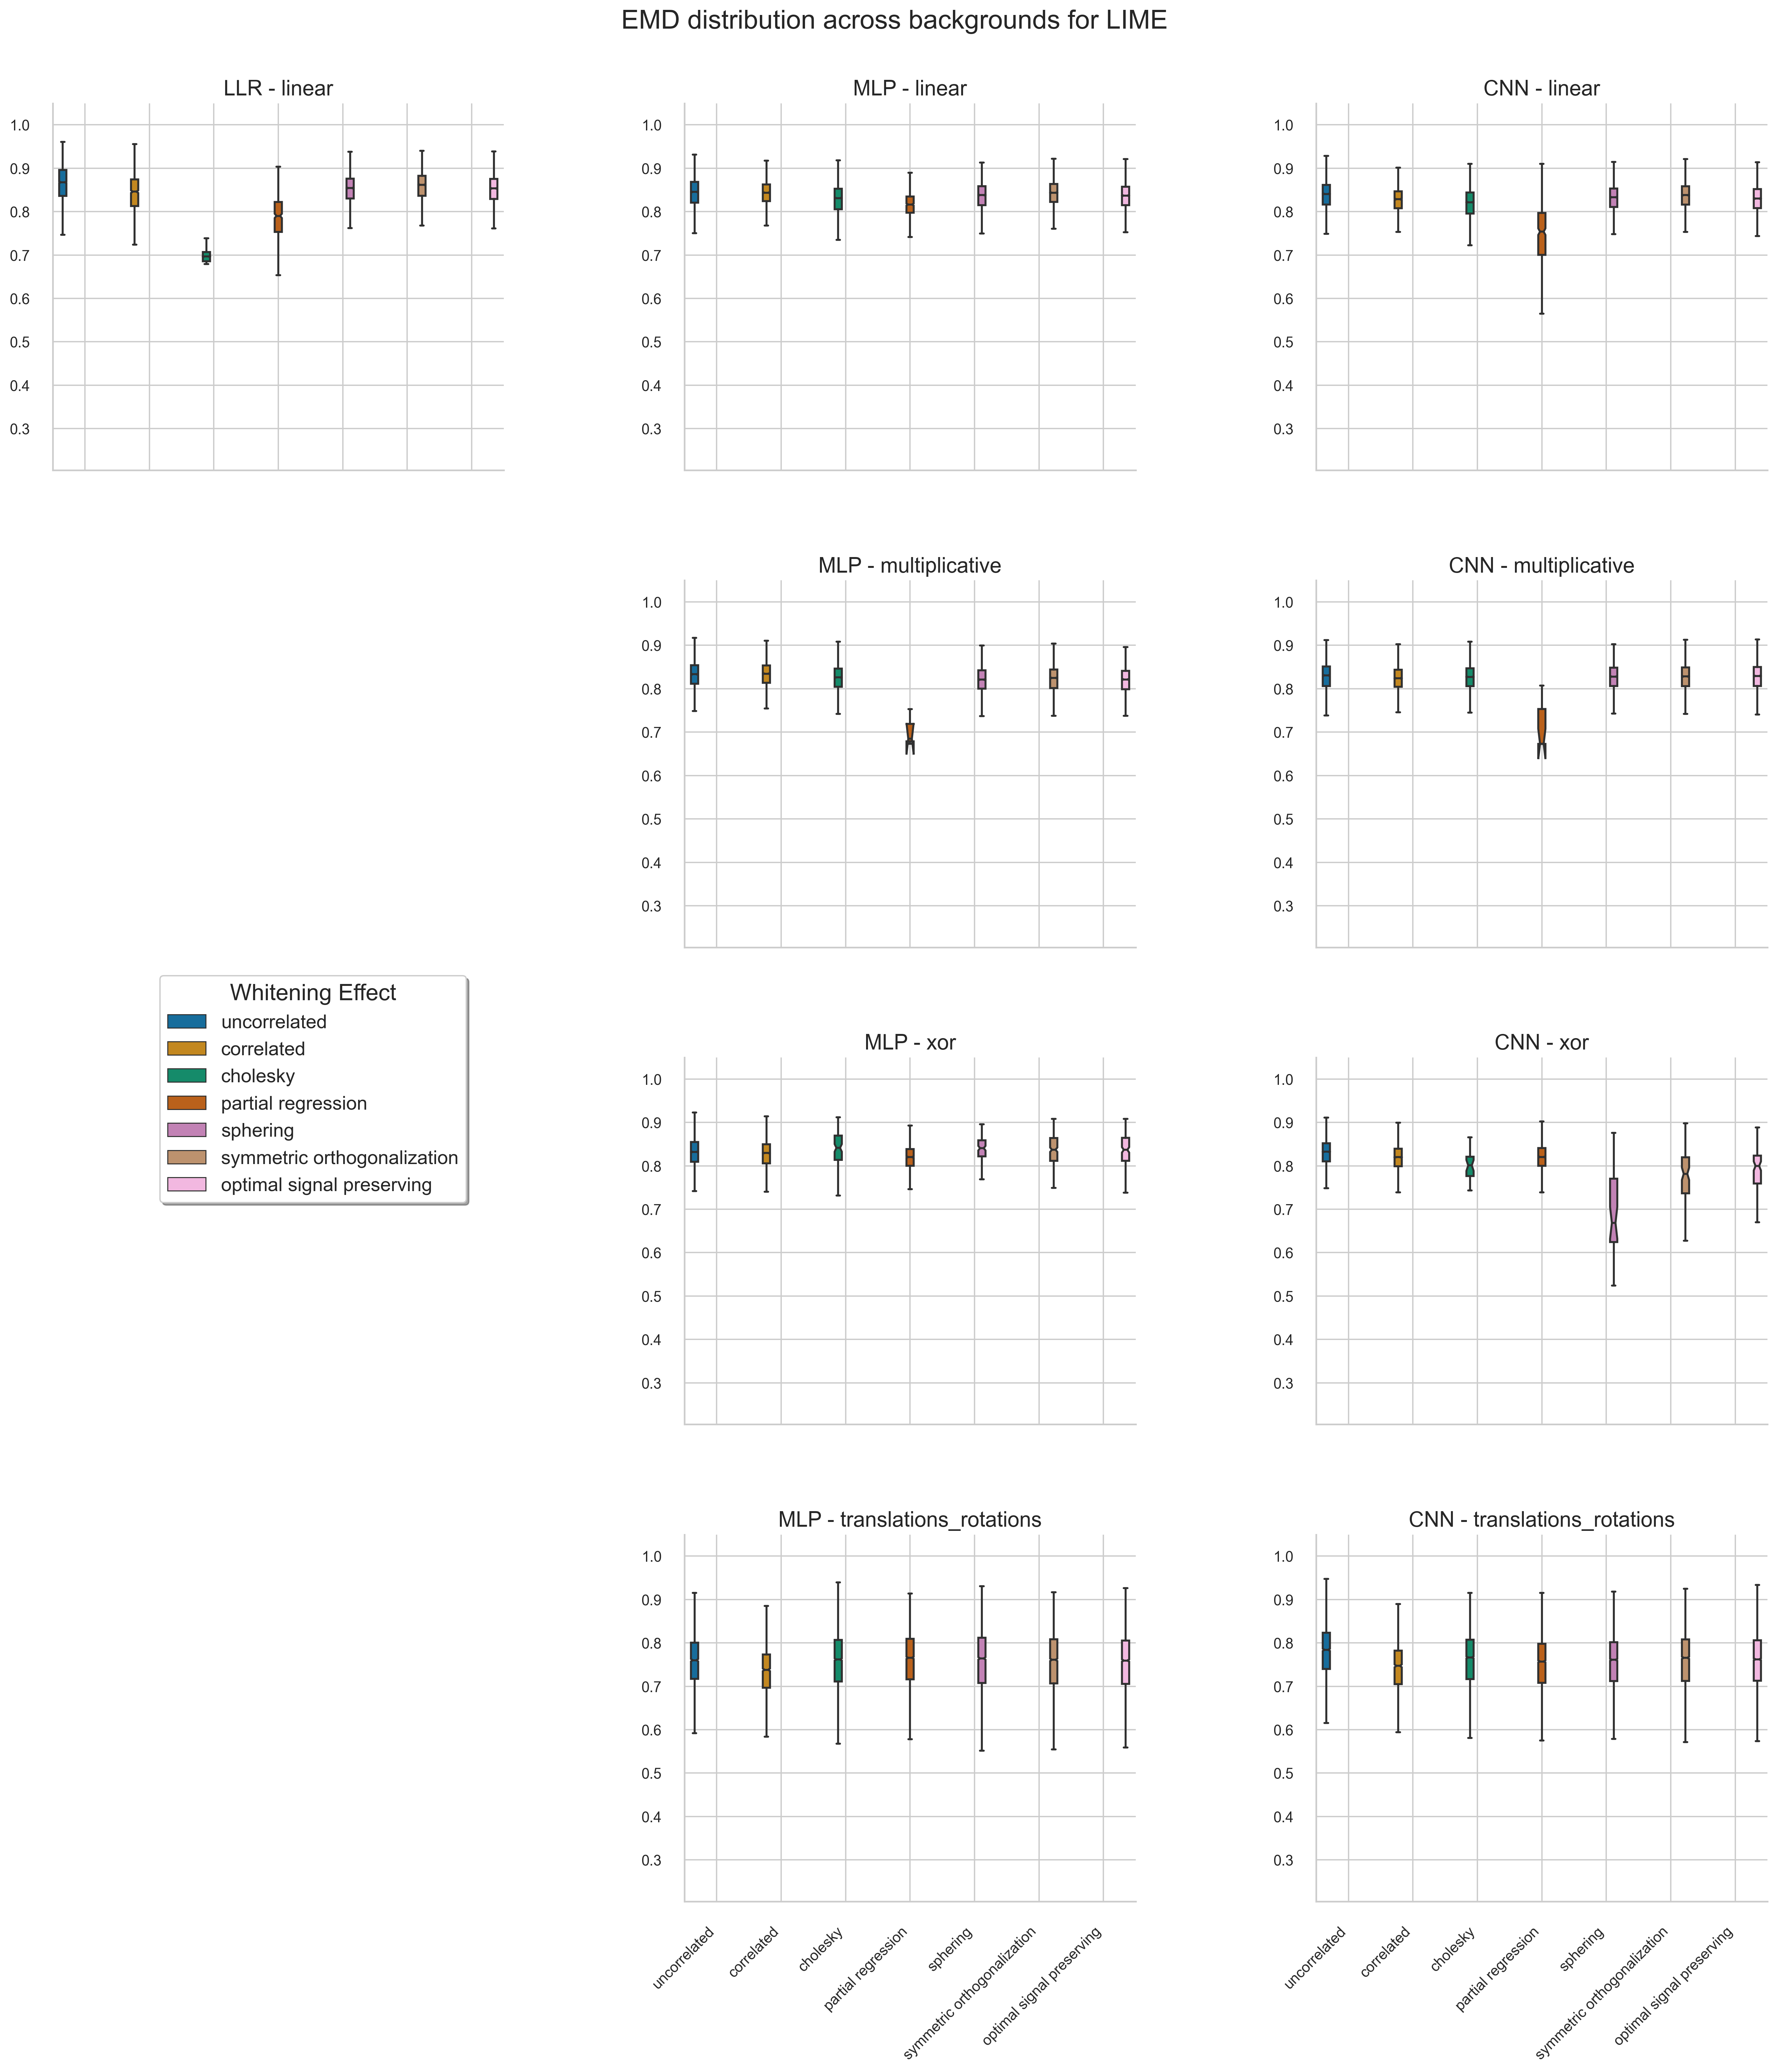 EMD distribution across backgrounds for LIME
LLR - linear
1.0
0.9
0.8
0.7
0.6
0.5
0.4
0.3
MLP - linear
1.0
0.9
0.8
0.7
0.6
0.5
0.4
0.3
CNN - linear
1.0
0.9
0.8
0.7
0.6
0.5
0.4
0.3
MLP - multiplicative
1.0
0.9
0.8
0.7
0.6
0.5
0.4
0.3
CNN - multiplicative
1.0
0.9
0.8
0.7
0.6
0.5
0.4
0.3
Whitening Effect
uncorrelated
correlated
cholesky
partial regression
sphering
symmetric orthogonalization
optimal signal preserving
MLP - xor
1.0
0.9
0.8
0.7
0.6
0.5
0.4
0.3
CNN - xor
1.0
0.9
0.8
0.7
0.6
0.5
0.4
0.3
MLP - translations_rotations
1.0
0.9
0.8
0.7
0.6
0.5
0.4
0.3
uncorrelated
correlated
cholesky
partial regression
sphering
symmetric orthogonalization
optimal signal preserving
CNN - translations_rotations
1.0
0.9
0.8
0.7
0.6
0.5
0.4
0.3
uncorrelated
correlated
cholesky
partial regression
sphering
symmetric orthogonalization
optimal signal preserving